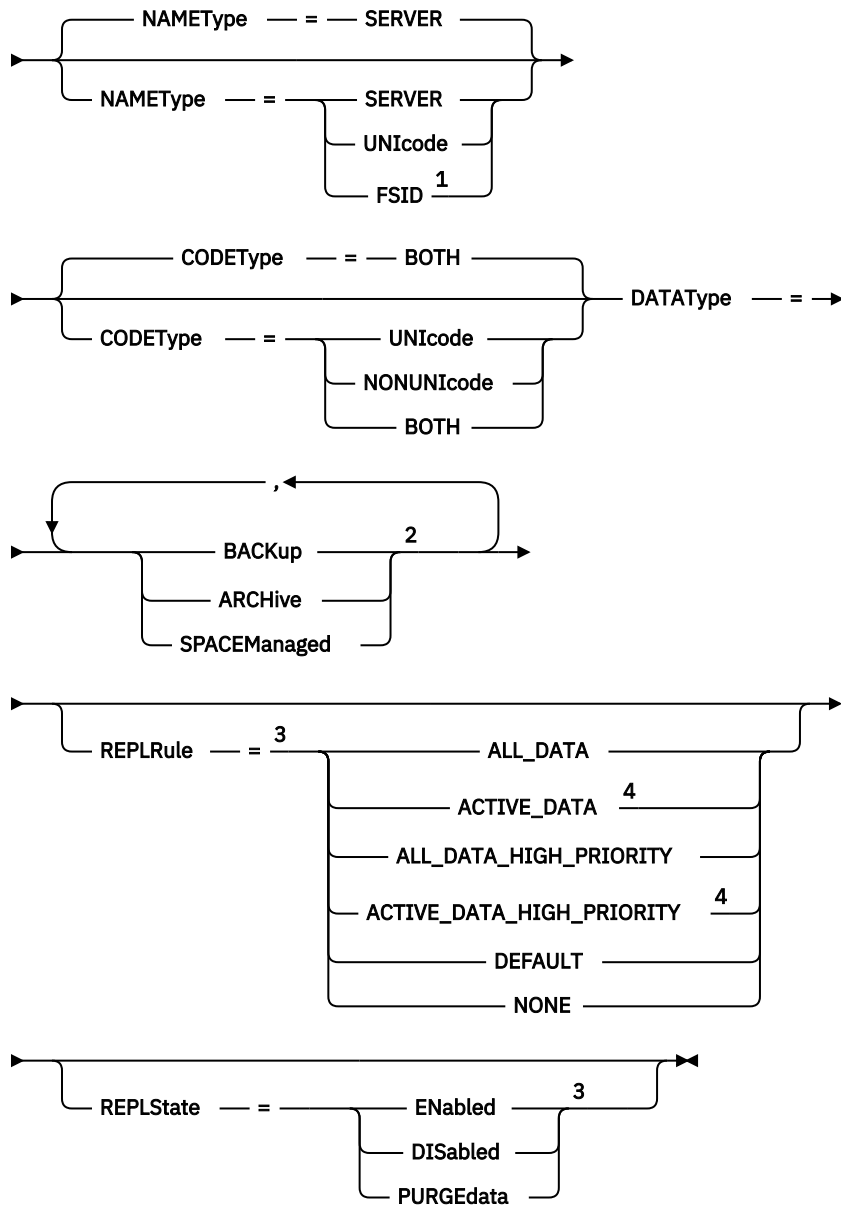 NAMEType = SERVER
NAMEType = SERVER
UNIcode
FSID 1
CODEType = BOTH
DATAType =
CODEType = UNIcode
NONUNIcode
BOTH
,
BACKup 2
ARCHive
SPACEManaged
REPLRule = 3 ALL_DATA
ACTIVE_DATA 4
ALL_DATA_HIGH_PRIORITY
ACTIVE_DATA_HIGH_PRIORITY 4
DEFAULT
NONE
REPLState = ENabled 3
DISabled
PURGEdata